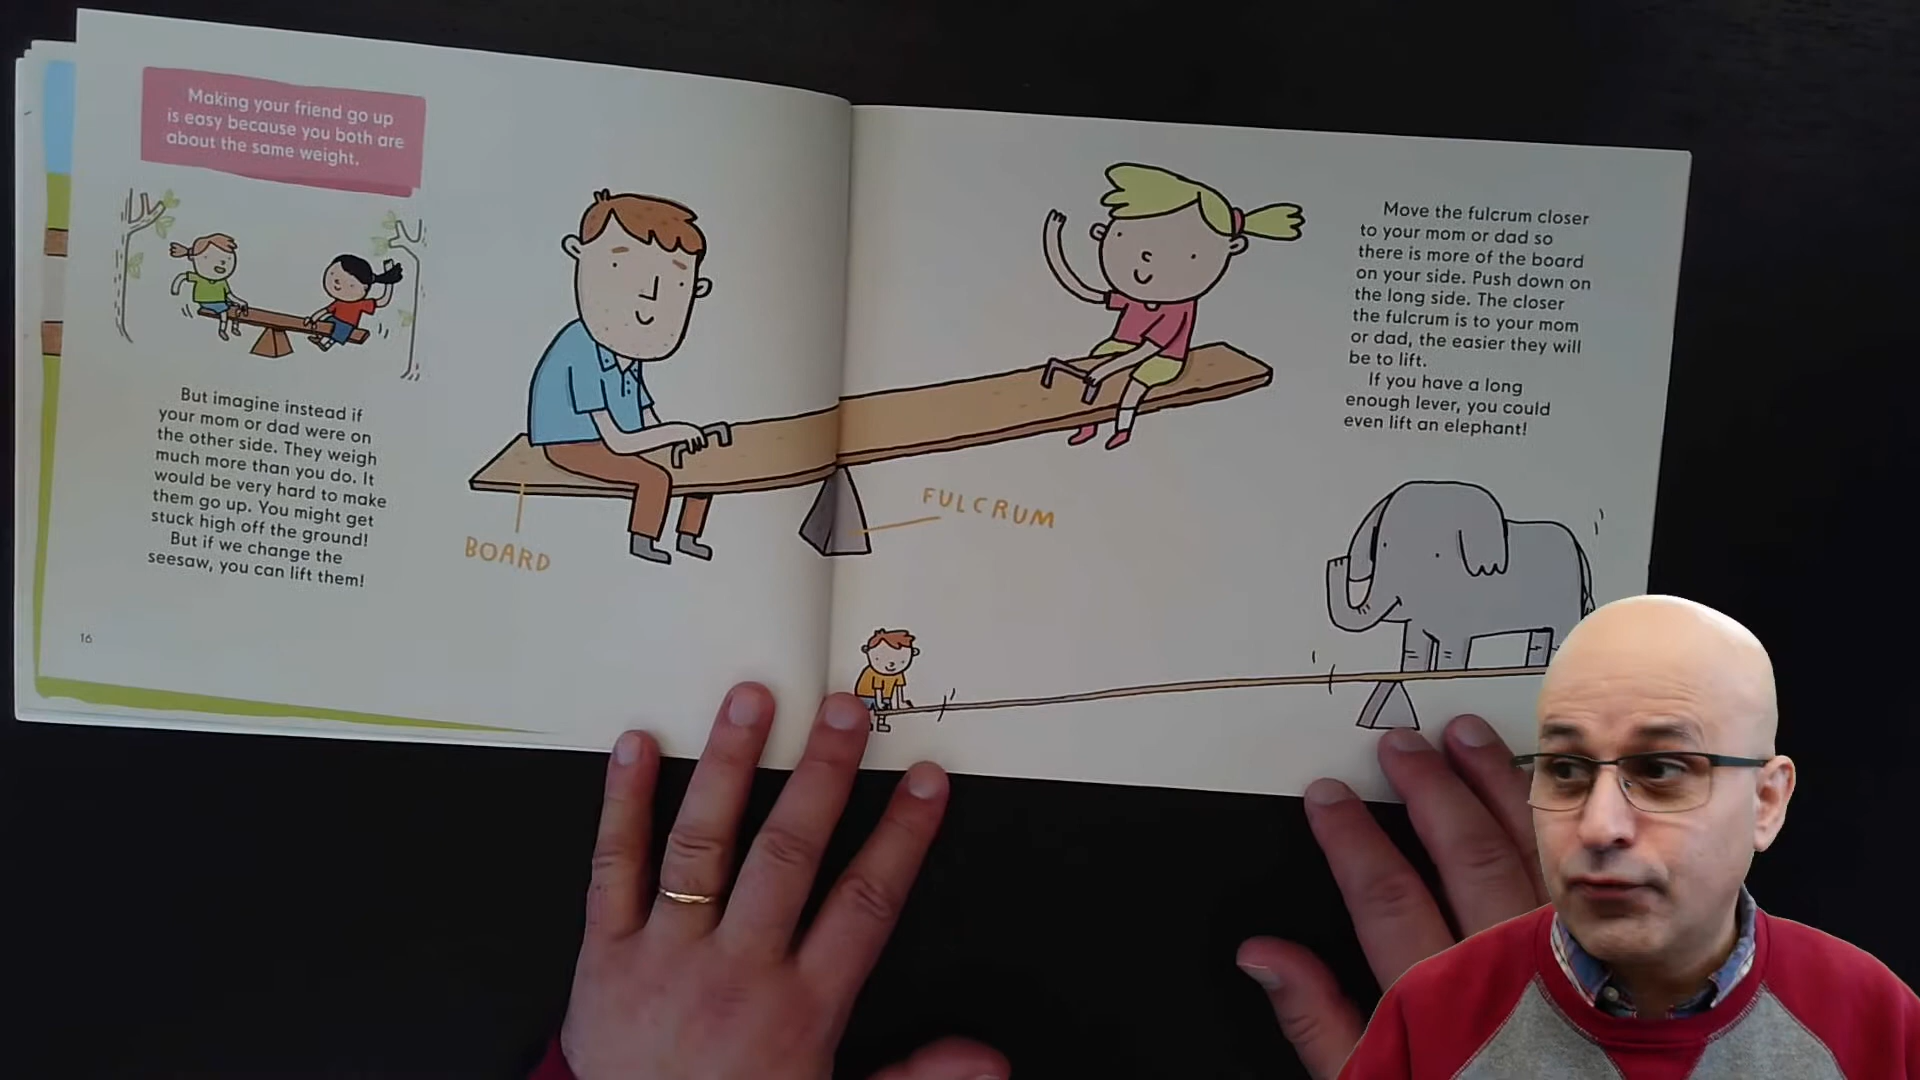 Making your friend go up
is easy because you both are
about the same weight.
But imagine instead if
your mom or dad were on
the other side. They weigh
much more than you do. It
would be very hard to make
them go up. You might get
stuck high off the ground!
But if we change the
seesaw, you can lift them!
16
BOARD
FULCRUM
Move the fulcrum closer
to your mom or dad so
there is more of the board
on your side. Push down on
the long side. The closer
the fulcrum is to your mom
or dad, the easier they will
be to lift.
If you have a long
enough lever, you could
even lift an elephant!